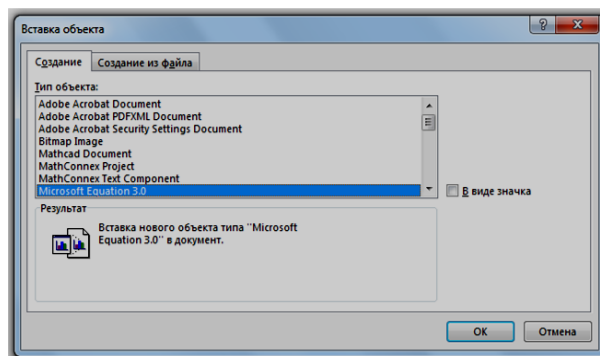 Вставка объекта
Создание
Создание из файла
Тип объекта:
Adobe Acrobat Document
Adobe Acrobat PDFXML Document
Adobe Acrobat Security Settings Document
Bitmap Image
Mathcad Document
MathConnex Project
MathConnex Text Component
Microsoft Equation 3.0
В виде значка
Результат
Вставка нового объекта типа "Microsoft
Equation 3.0" в документ.
ОК
Отмена